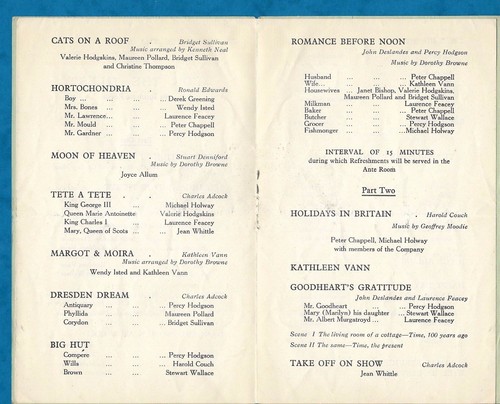 CATS ON A ROOF . Bridget Sullivan
Music arranged by Kenneth Neal
Valerie Hodgskins, Maureen Pollard, Bridget Sullivan
and Christine Thompson
HORTOCHONDRIA . Ronald Edwards
Boy ... ... ... Derek Greening
Mrs. Bones ... ... Wendy Isted
Mr. Lawrence... ... Laurence Feacey
Mr. Mould ... ... Peter Chappell
Mr. Gardner ... ... Percy Hodgson
MOON OF HEAVEN . Stuart Denniford
Music by Dorothy Browne
Joyce Allum
TETE A TETE . Charles Adcock
King George III ... Michael Holway
Queen Marie Antoinette Valerie Hodgskins
King Charles I ... Laurence Feacey
Mary, Queen of Scots ... Jean Whittle
MARGOT & MOIRA . Kathleen Vann
Music arranged by Dorothy Browne
Wendy Isted and Kathleen Vann
DRESDEN DREAM . Charles Adcock
Antiquary ... ... Percy Hodgson
Phyllida ... ... Maureen Pollard
Corydon ... ... Bridget Sullivan
BIG HUT
Compere ... ... Percy Hodgson
Wills ... ... Harold Couch
Brown ... ... Stewart Wallace
ROMANCE BEFORE NOON
John Deslandes and Percy Hodgson
Music by Dorothy Browne
Husband ... ... ... Peter Chappell
Wife... ... ... ... Kathleen Vann
Housewives ... Janet Bishop, Valerie Hodgskins,
Maureen Pollard and Bridget Sullivan
Milkman ... ... ... Laurence Feacey
Baker ... ... ... Peter Chappell
Butcher ... ... ... Stewart Wallace
Grocer ... ... ... Percy Hodgson
Fishmonger ... ... ... Michael Holway
INTERVAL OF 15 MINUTES
during which Refreshments will be served in the
Ante Room
Part Two
HOLIDAYS IN BRITAIN . Harold Couch
Music by Geoffrey Moodie
Peter Chappell, Michael Holway
with members of the Company
KATHLEEN VANN
GOODHEART'S GRATITUDE
John Deslandes and Laurence Feacey
Mr. Goodheart ... ... Percy Hodgson
Mary (Marilyn) his daughter ... Stewart Wallace
Mr. Albert Murgstroyd... ... Laurence Feacey
Scene I The living room of a cottage—Time, 100 years ago
Scene II The same—Time, the present
TAKE OFF ON SHOW Charles Adcock
Jean Whittle